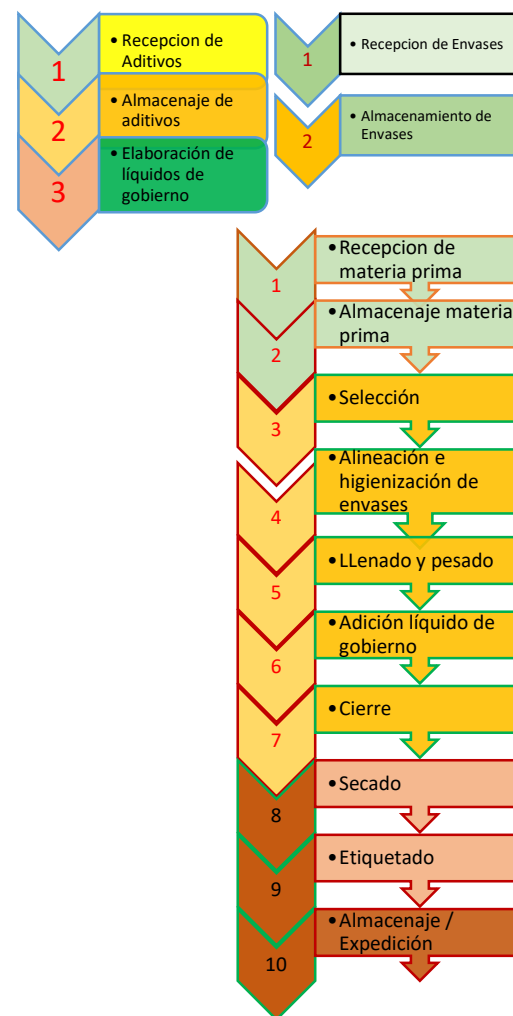 1
• Recepcion de
Aditivos
2
• Almacenaje de
aditivos
3
• Elaboración de
líquidos de
gobierno
1
• Recepcion de Envases
2
• Almacenamiento de
Envases
1
• Recepcion de
materia prima
2
• Almacenaje materia
prima
3
• Selección
4
• Alineación e
higienización de
envases
5
• LLenado y pesado
6
• Adición líquido de
gobierno
7
• Cierre
8
• Secado
9
• Etiquetado
10
• Almacenaje /
Expedición